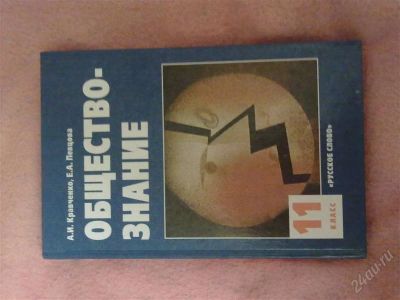 А.И. Кравченко, Е.А. Певцова
ОБЩЕСТВО-
ЗНАНИЕ
11
КЛАСС
«РУССКОЕ СЛОВО»
24au.ru